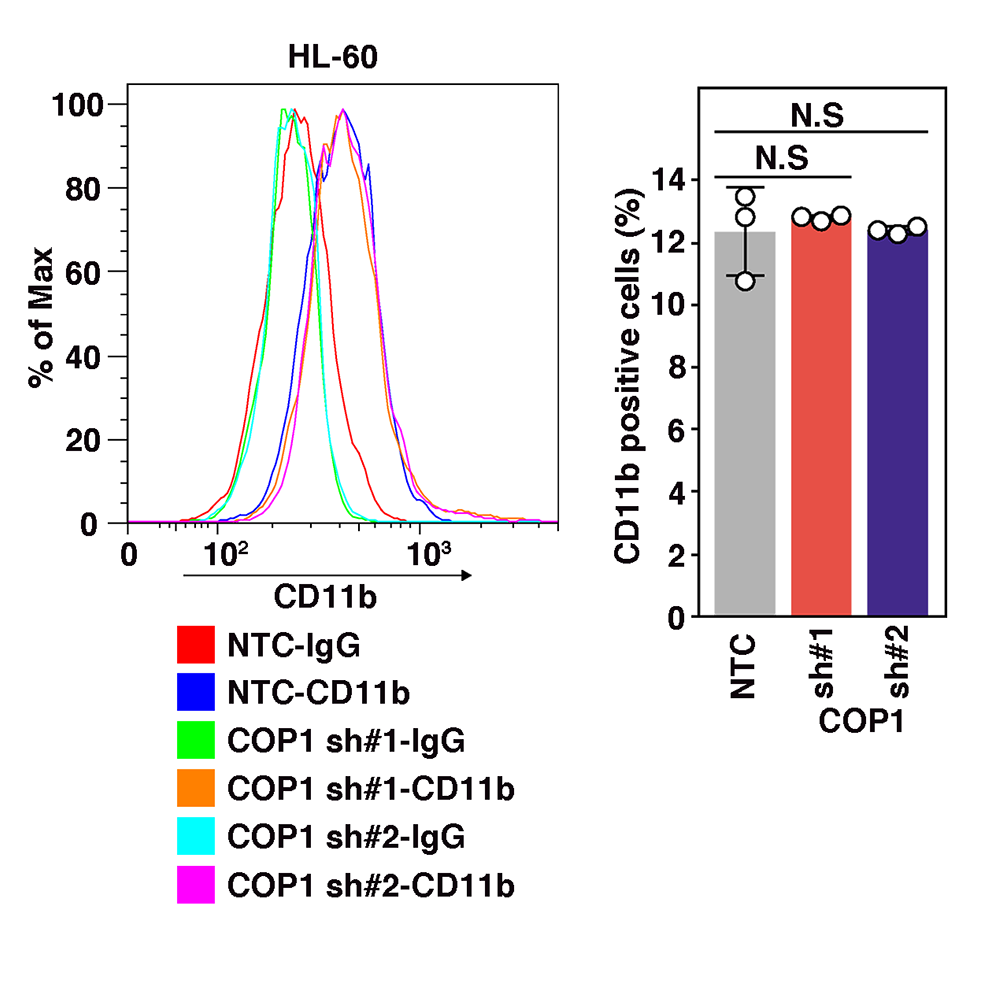 HL-60
% of Max
100
80
60
40
20
0
0 10² 10³
CD11b
NTC-IgG
NTC-CD11b
COP1 sh#1-IgG
COP1 sh#1-CD11b
COP1 sh#2-IgG
COP1 sh#2-CD11b
N.S
N.S
CD11b positive cells (%)
14
12
10
8
6
4
2
0
NTC sh#1 sh#2
COP1